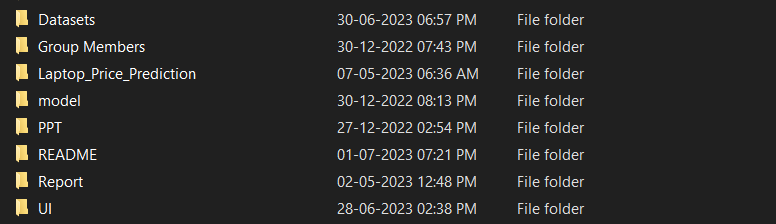 Datasets 30-06-2023 06:57 PM File folder
Group Members 30-12-2022 07:43 PM File folder
Laptop_Price_Prediction 07-05-2023 06:36 AM File folder
model 30-12-2022 08:13 PM File folder
PPT 27-12-2022 02:54 PM File folder
README 01-07-2023 07:21 PM File folder
Report 02-05-2023 12:48 PM File folder
UI 28-06-2023 02:38 PM File folder